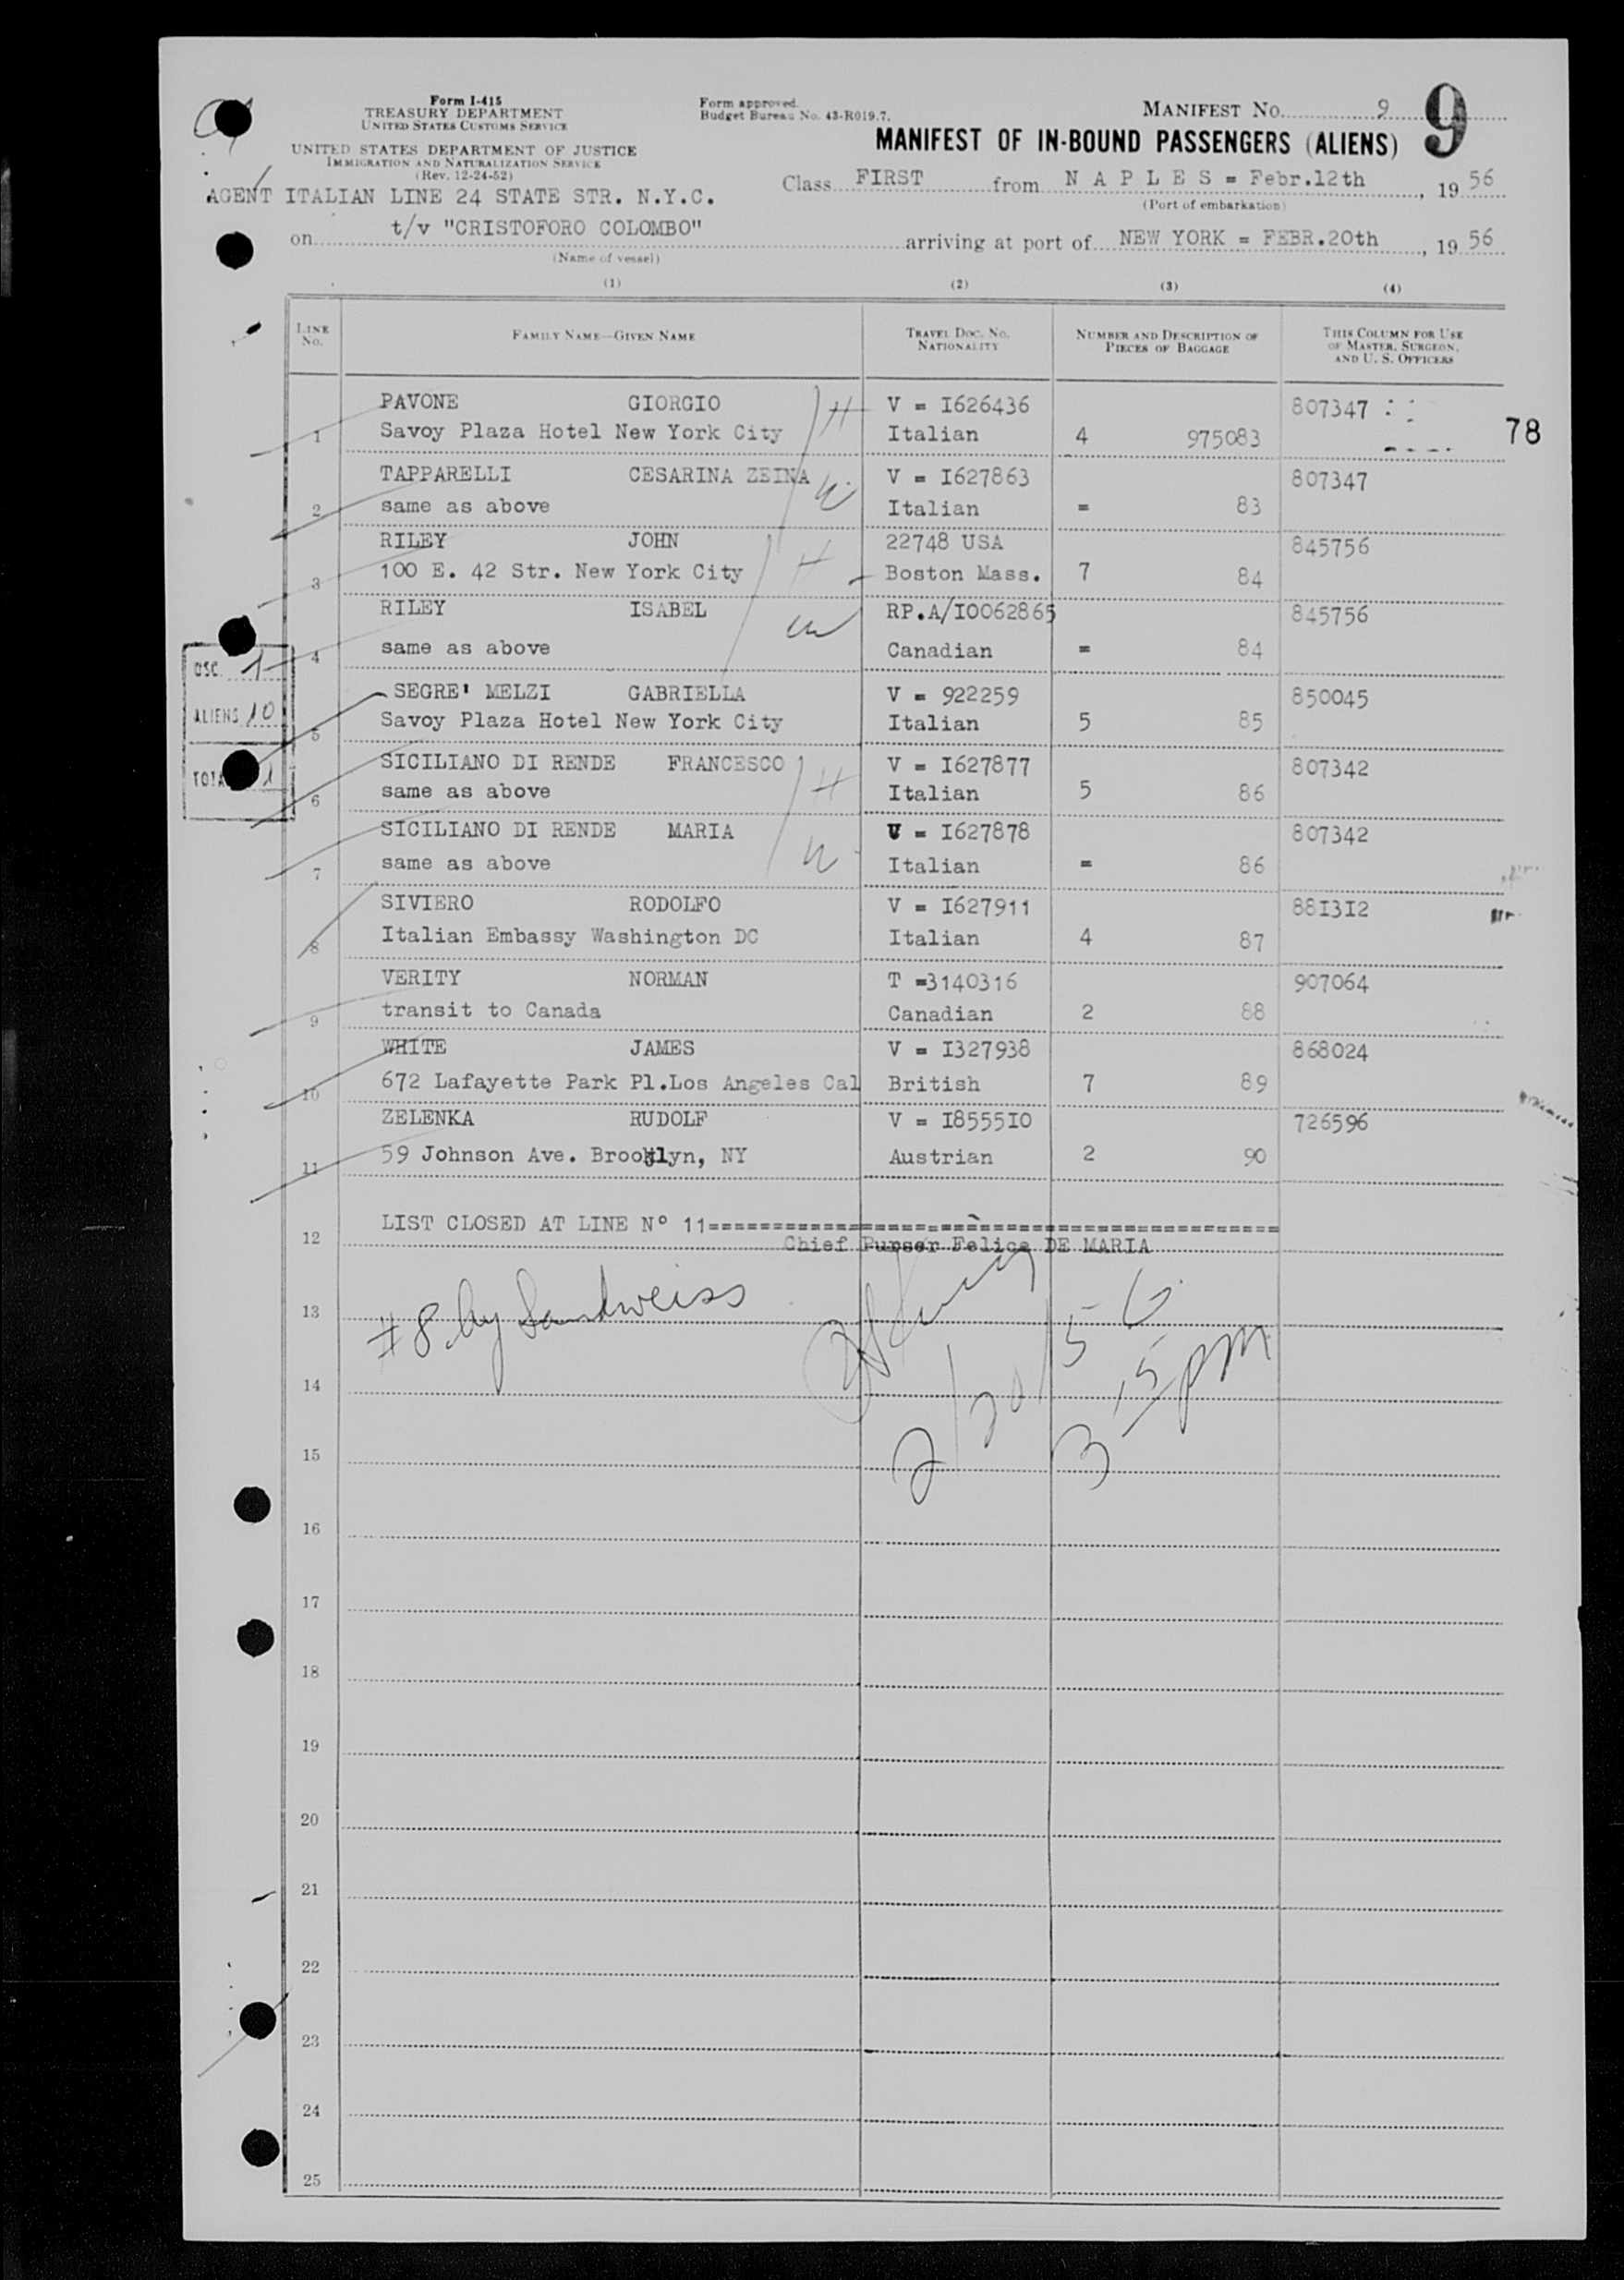 Form I-415
TREASURY DEPARTMENT
UNITED STATES CUSTOMS SERVICE
UNITED STATES DEPARTMENT OF JUSTICE
IMMIGRATION AND NATURALIZATION SERVICE
(Rev. 12-24-52)
Form approved.
Budget Bureau No. 43-R019.7.
MANIFEST No. 9
9
MANIFEST OF IN-BOUND PASSENGERS (ALIENS)
AGENT ITALIAN LINE 24 STATE STR. N.Y.C.
Class FIRST from N A P L E S = Febr.12th, 19 56
(Port of embarkation)
on t/v "CRISTOFORO COLOMBO" arriving at port of NEW YORK = FEBR.20th, 19 56
(Name of vessel)
(1) (2) (3) (4)
LINE No. FAMILY NAME—GIVEN NAME TRAVEL DOC. No. NATIONALITY NUMBER AND DESCRIPTION OF PIECES OF BAGGAGE THIS COLUMN FOR USE OF MASTER, SURGEON, AND U. S. OFFICERS
PAVONE GIORGIO H V = I626436 807347
1 Savoy Plaza Hotel New York City Italian 4 975083 78
TAPPARELLI CESARINA ZEINA W V = I627863 807347
2 same as above Italian = 83
RILEY JOHN H 22748 USA 845756
3 100 E. 42 Str. New York City Boston Mass. 7 84
RILEY ISABEL W RP.A/I0062865 845756
4 same as above Canadian = 84
SEGRE' MELZI GABRIELLA V = 922259 850045
5 Savoy Plaza Hotel New York City Italian 5 85
SICILIANO DI RENDE FRANCESCO H V = I627877 807342
6 same as above Italian 5 86
SICILIANO DI RENDE MARIA W V = I627878 807342
7 same as above Italian = 86
SIVIERO RODOLFO V = I627911 88I3I2
8 Italian Embassy Washington DC Italian 4 87
VERITY NORMAN T =3140316 907064
9 transit to Canada Canadian 2 88
WHITE JAMES V = I327938 868024
10 672 Lafayette Park Pl.Los Angeles Cal British 7 89
ZELENKA RUDOLF V = I8555I0 726596
11 59 Johnson Ave. Brooklyn, NY Austrian 2 90
USC. 1
ALIENS 10
LIST CLOSED AT LINE N° 11============================================
12 Chief Purser Felice DE MARIA
13
# 8 by Sandweiss
2/20/56
3 15 pm
14
15
16
17
18
19
20
21
22
23
24
25